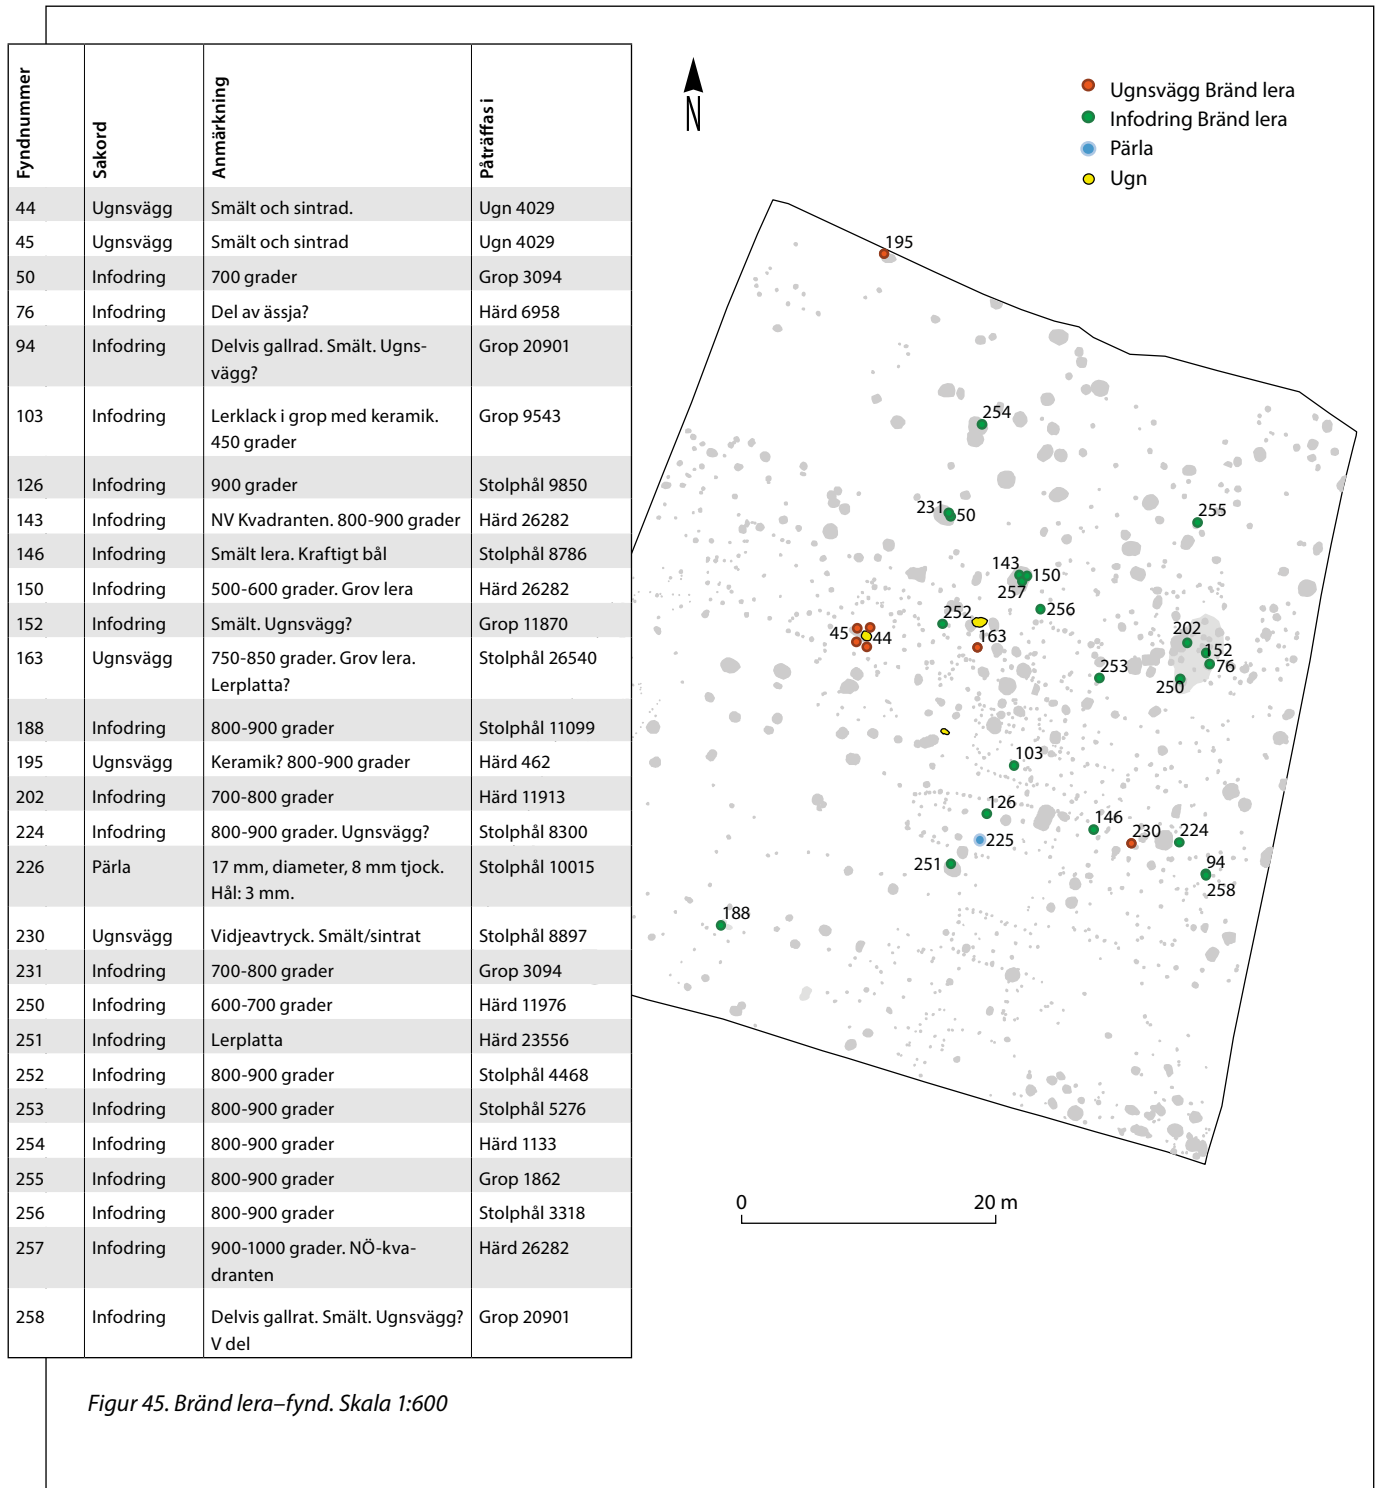 Fyndnummer Sakord Anmärkning Påträffas i
44 Ugnsvägg Smält och sintrad. Ugn 4029
45 Ugnsvägg Smält och sintrad Ugn 4029
50 Infodring 700 grader Grop 3094
76 Infodring Del av ässja? Härd 6958
94 Infodring Delvis gallrad. Smält. Ugns- Grop 20901
vägg?
103 Infodring Lerklack i grop med keramik. Grop 9543
450 grader
126 Infodring 900 grader Stolphål 9850
143 Infodring NV Kvadranten. 800-900 grader Härd 26282
146 Infodring Smält lera. Kraftigt bål Stolphål 8786
150 Infodring 500-600 grader. Grov lera Härd 26282
152 Infodring Smält. Ugnsvägg? Grop 11870
163 Ugnsvägg 750-850 grader. Grov lera. Stolphål 26540
Lerplatta?
188 Infodring 800-900 grader Stolphål 11099
195 Ugnsvägg Keramik? 800-900 grader Härd 462
202 Infodring 700-800 grader Härd 11913
224 Infodring 800-900 grader. Ugnsvägg? Stolphål 8300
226 Pärla 17 mm, diameter, 8 mm tjock. Stolphål 10015
Hål: 3 mm.
230 Ugnsvägg Vidjeavtryck. Smält/sintrat Stolphål 8897
231 Infodring 700-800 grader Grop 3094
250 Infodring 600-700 grader Härd 11976
251 Infodring Lerplatta Härd 23556
252 Infodring 800-900 grader Stolphål 4468
253 Infodring 800-900 grader Stolphål 5276
254 Infodring 800-900 grader Härd 1133
255 Infodring 800-900 grader Grop 1862
256 Infodring 800-900 grader Stolphål 3318
257 Infodring 900-1000 grader. NÖ-kva- Härd 26282
dranten
258 Infodring Delvis gallrat. Smält. Ugnsvägg? Grop 20901
V del
N
Ugnsvägg Bränd lera
Infodring Bränd lera
Pärla
Ugn
195
254
231 50
255
143 150
257
252 256
45 44 163
202
152
253 76
250
103
126
146 230 224
225
251 94
258
188
0 20 m
Figur 45. Bränd lera–fynd. Skala 1:600